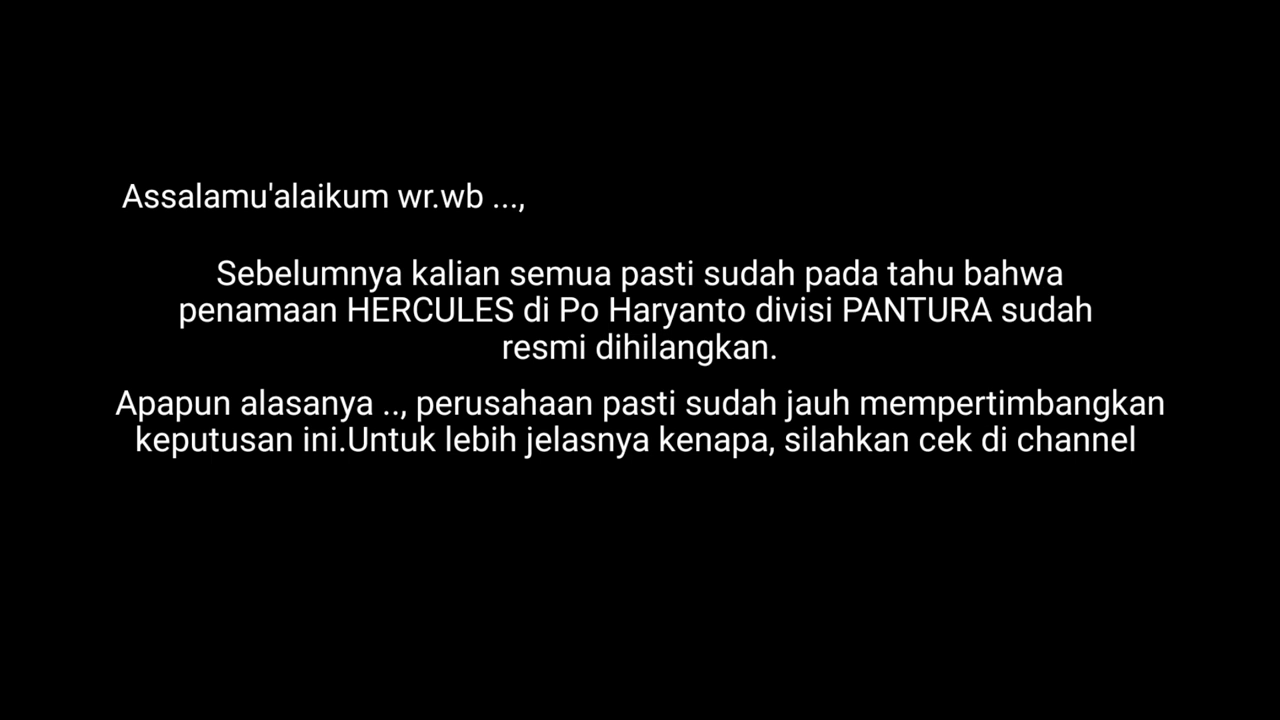 Assalamu'alaikum wr.wb ...,
Sebelumnya kalian semua pasti sudah pada tahu bahwa
penamaan HERCULES di Po Haryanto divisi PANTURA sudah
resmi dihilangkan.
Apapun alasanya .., perusahaan pasti sudah jauh mempertimbangkan
keputusan ini.Untuk lebih jelasnya kenapa, silahkan cek di channel